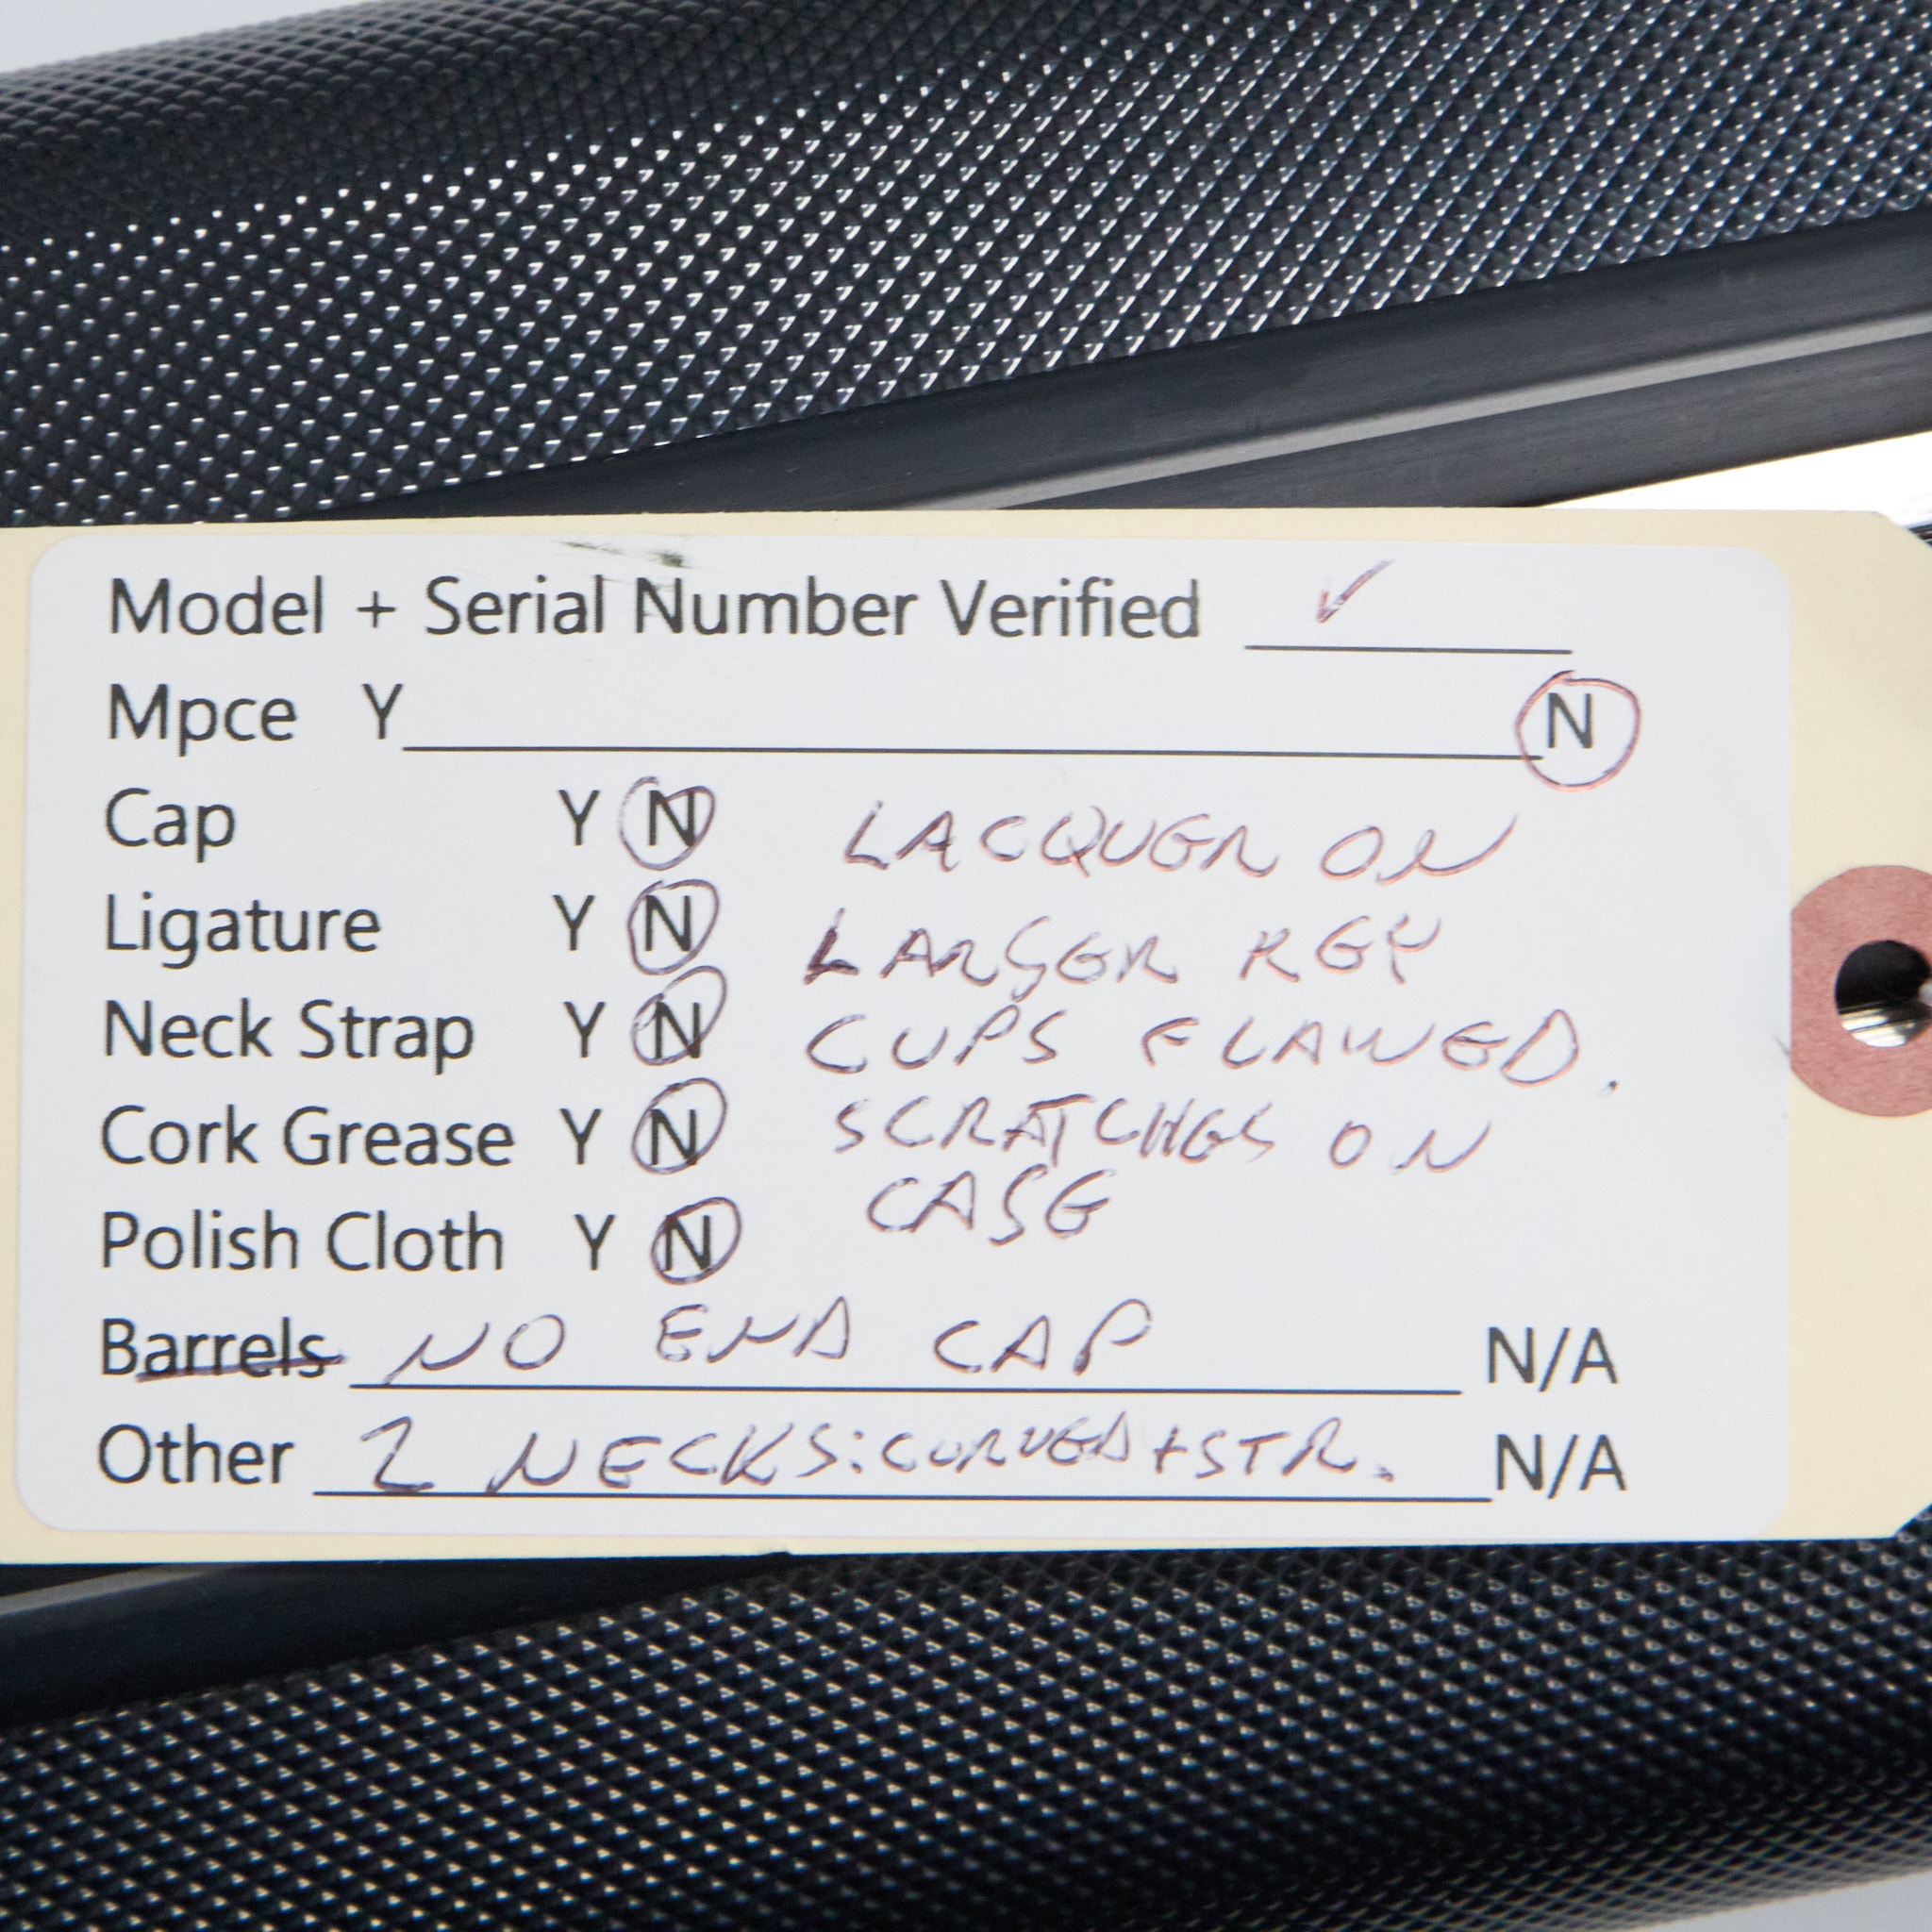 Model + Serial Number Verified ✓
Mpce Y N
Cap Y N LACQUER ON
Ligature Y N LARGER KEY
Neck Strap Y N CUPS FLAWED.
Cork Grease Y N SCRATCHES ON
CASE
Polish Cloth Y N
Barrels NO END CAP N/A
Other 2 NECKS: CURVED + STR. N/A